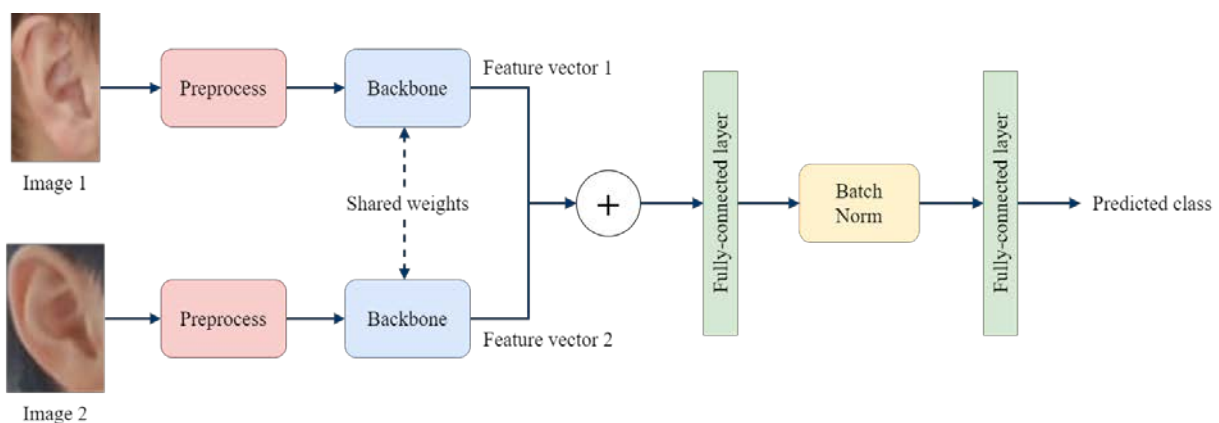 Image 1
Preprocess
Backbone
Feature vector 1
Shared weights
Image 2
Preprocess
Backbone
Feature vector 2
+
Fully-connected layer
Batch
Norm
Fully-connected layer
Predicted class